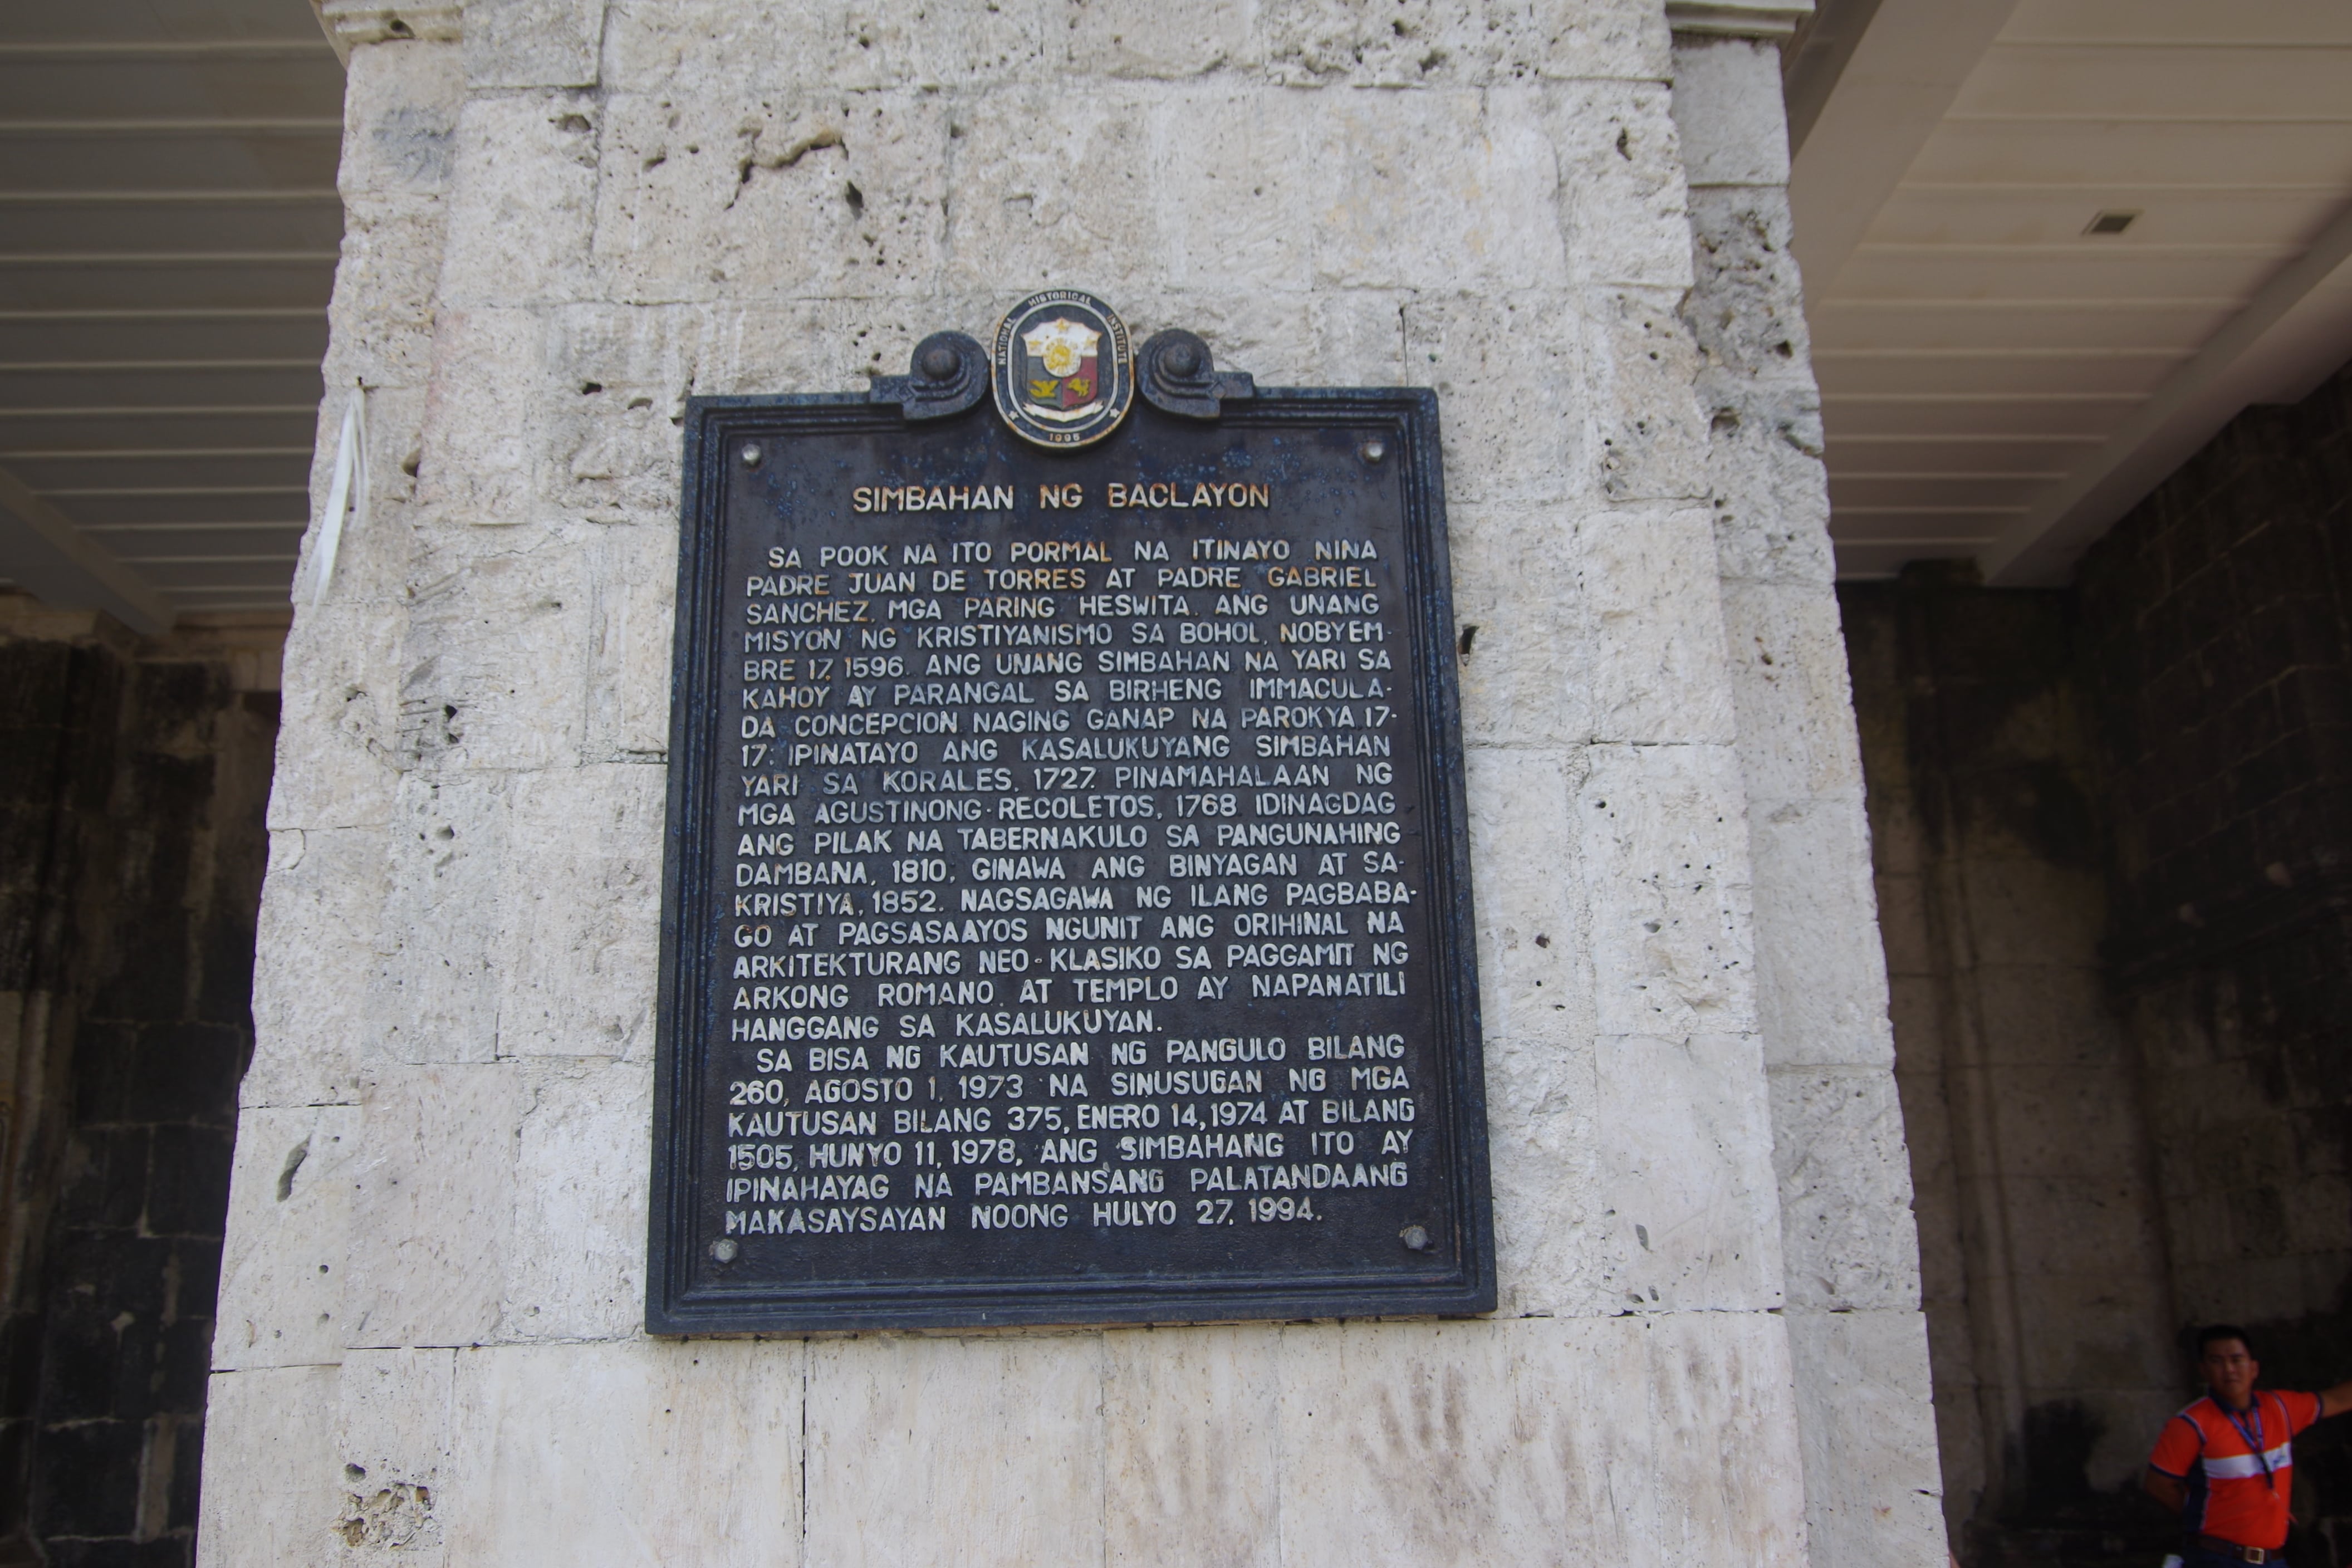 NATIONAL HISTORICAL INSTITUTE
1995
SIMBAHAN NG BACLAYON
SA POOK NA ITO PORMAL NA ITINAYO NINA
PADRE JUAN DE TORRES AT PADRE GABRIEL
SANCHEZ, MGA PARING HESWITA, ANG UNANG
MISYON NG KRISTIYANISMO SA BOHOL, NOBYEM-
BRE 17, 1596. ANG UNANG SIMBAHAN NA YARI SA
KAHOY AY PARANGAL SA BIRHENG IMMACULA-
DA CONCEPCION NAGING GANAP NA PAROKYA, 17-
17; IPINATAYO ANG KASALUKUYANG SIMBAHAN
YARI SA KORALES, 1727. PINAMAHALAAN NG
MGA AGUSTINONG-RECOLETOS, 1768. IDINAGDAG
ANG PILAK NA TABERNAKULO SA PANGUNAHING
DAMBANA, 1810; GINAWA ANG BINYAGAN AT SA-
KRISTIYA, 1852. NAGSAGAWA NG ILANG PAGBABA-
GO AT PAGSASAAYOS NGUNIT ANG ORIHINAL NA
ARKITEKTURANG NEO-KLASIKO SA PAGGAMIT NG
ARKONG ROMANO, AT TEMPLO AY NAPANATILI
HANGGANG SA KASALUKUYAN.
SA BISA NG KAUTUSAN NG PANGULO BILANG
260, AGOSTO 1, 1973 NA SINUSUGAN NG MGA
KAUTUSAN BILANG 375, ENERO 14, 1974 AT BILANG
1505, HUNYO 11, 1978, ANG SIMBAHANG ITO AY
IPINAHAYAG NA PAMBANSANG PALATANDAANG
MAKASAYSAYAN NOONG HULYO 27, 1994.